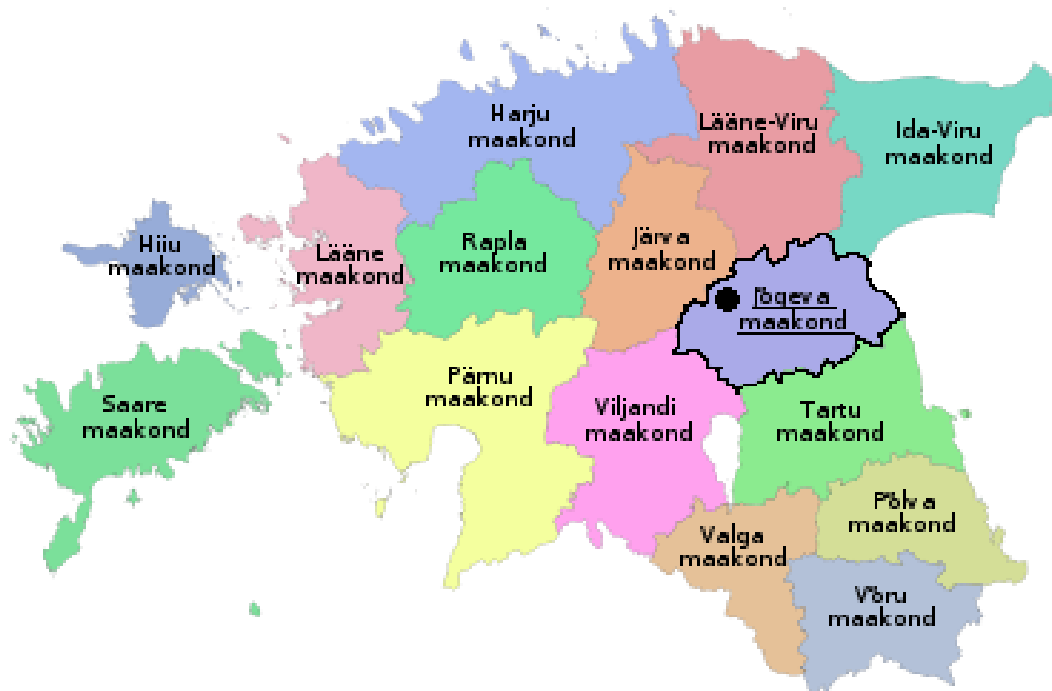 Harju
maakond
Lääne-Viru
maakond
Ida-Viru
maakond
Hiiu
maakond
Lääne
maakond
Rapla
maakond
Järva
maakond
Jõgeva
maakond
Saare
maakond
Pärnu
maakond
Viljandi
maakond
Tartu
maakond
Valga
maakond
Põlva
maakond
Võru
maakond